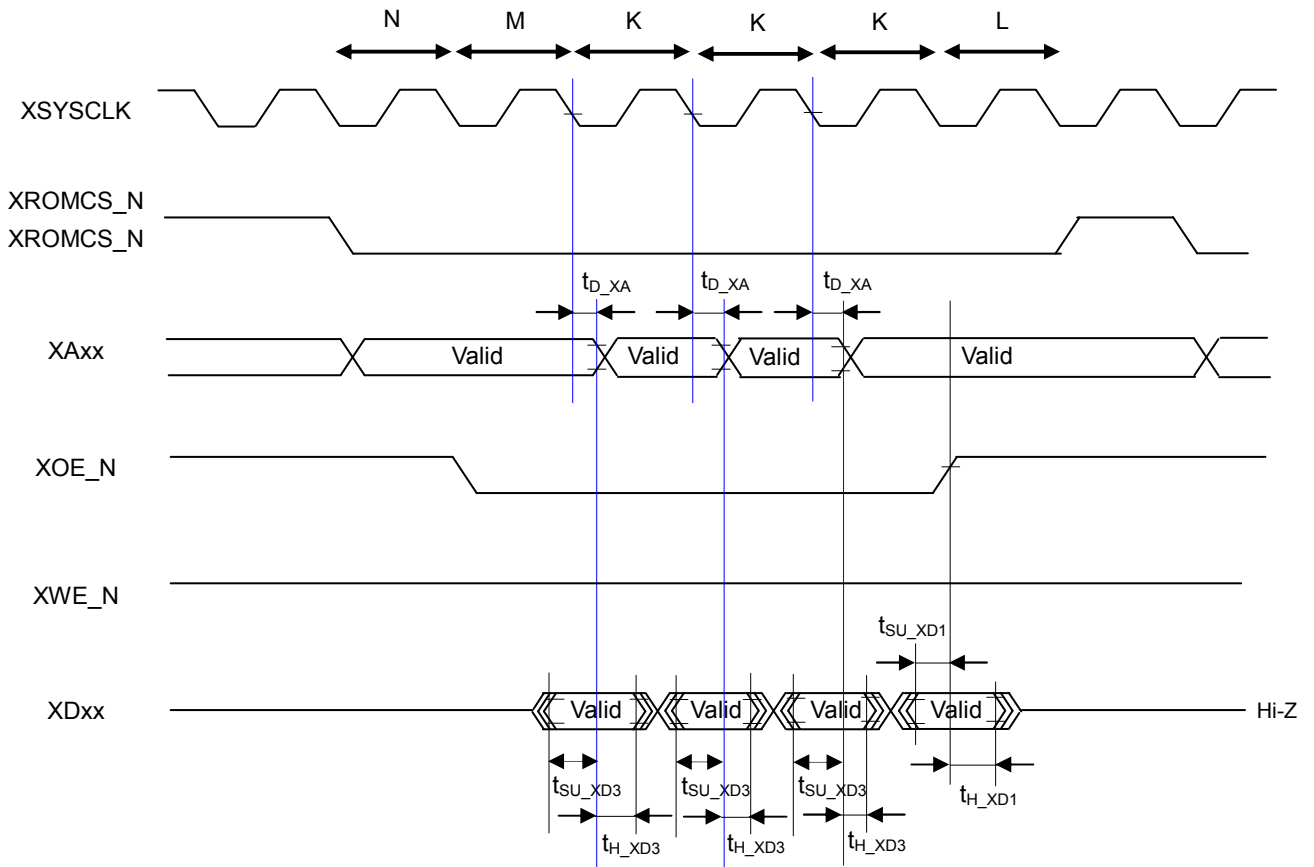 N M K K K L
XSYSCLK
XROMCS_N
XROMCS_N
tD_XA tD_XA tD_XA
XAxx Valid Valid Valid Valid
XOE_N
XWE_N
tSU_XD1
XDxx Valid Valid Valid Valid Hi-Z
tSU_XD3 tSU_XD3 tSU_XD3 tH_XD1
tH_XD3 tH_XD3 tH_XD3